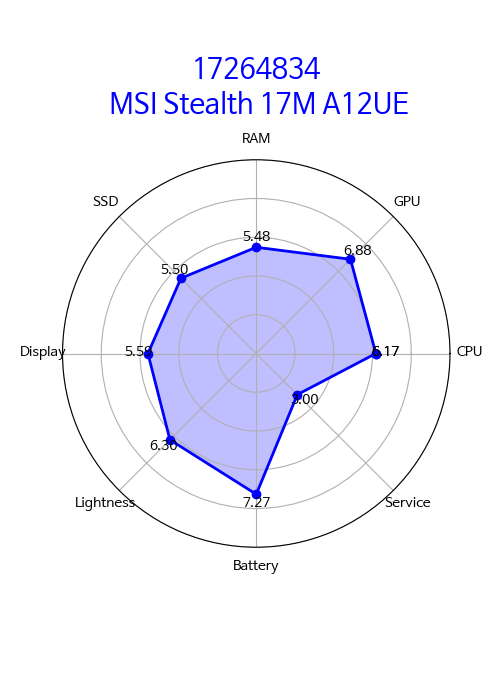 17264834
MSI Stealth 17M A12UE
RAM
SSD
GPU
5.48
6.88
5.50
Display
5.59
6.17
CPU
3.00
6.30
Lightness
7.27
Service
Battery